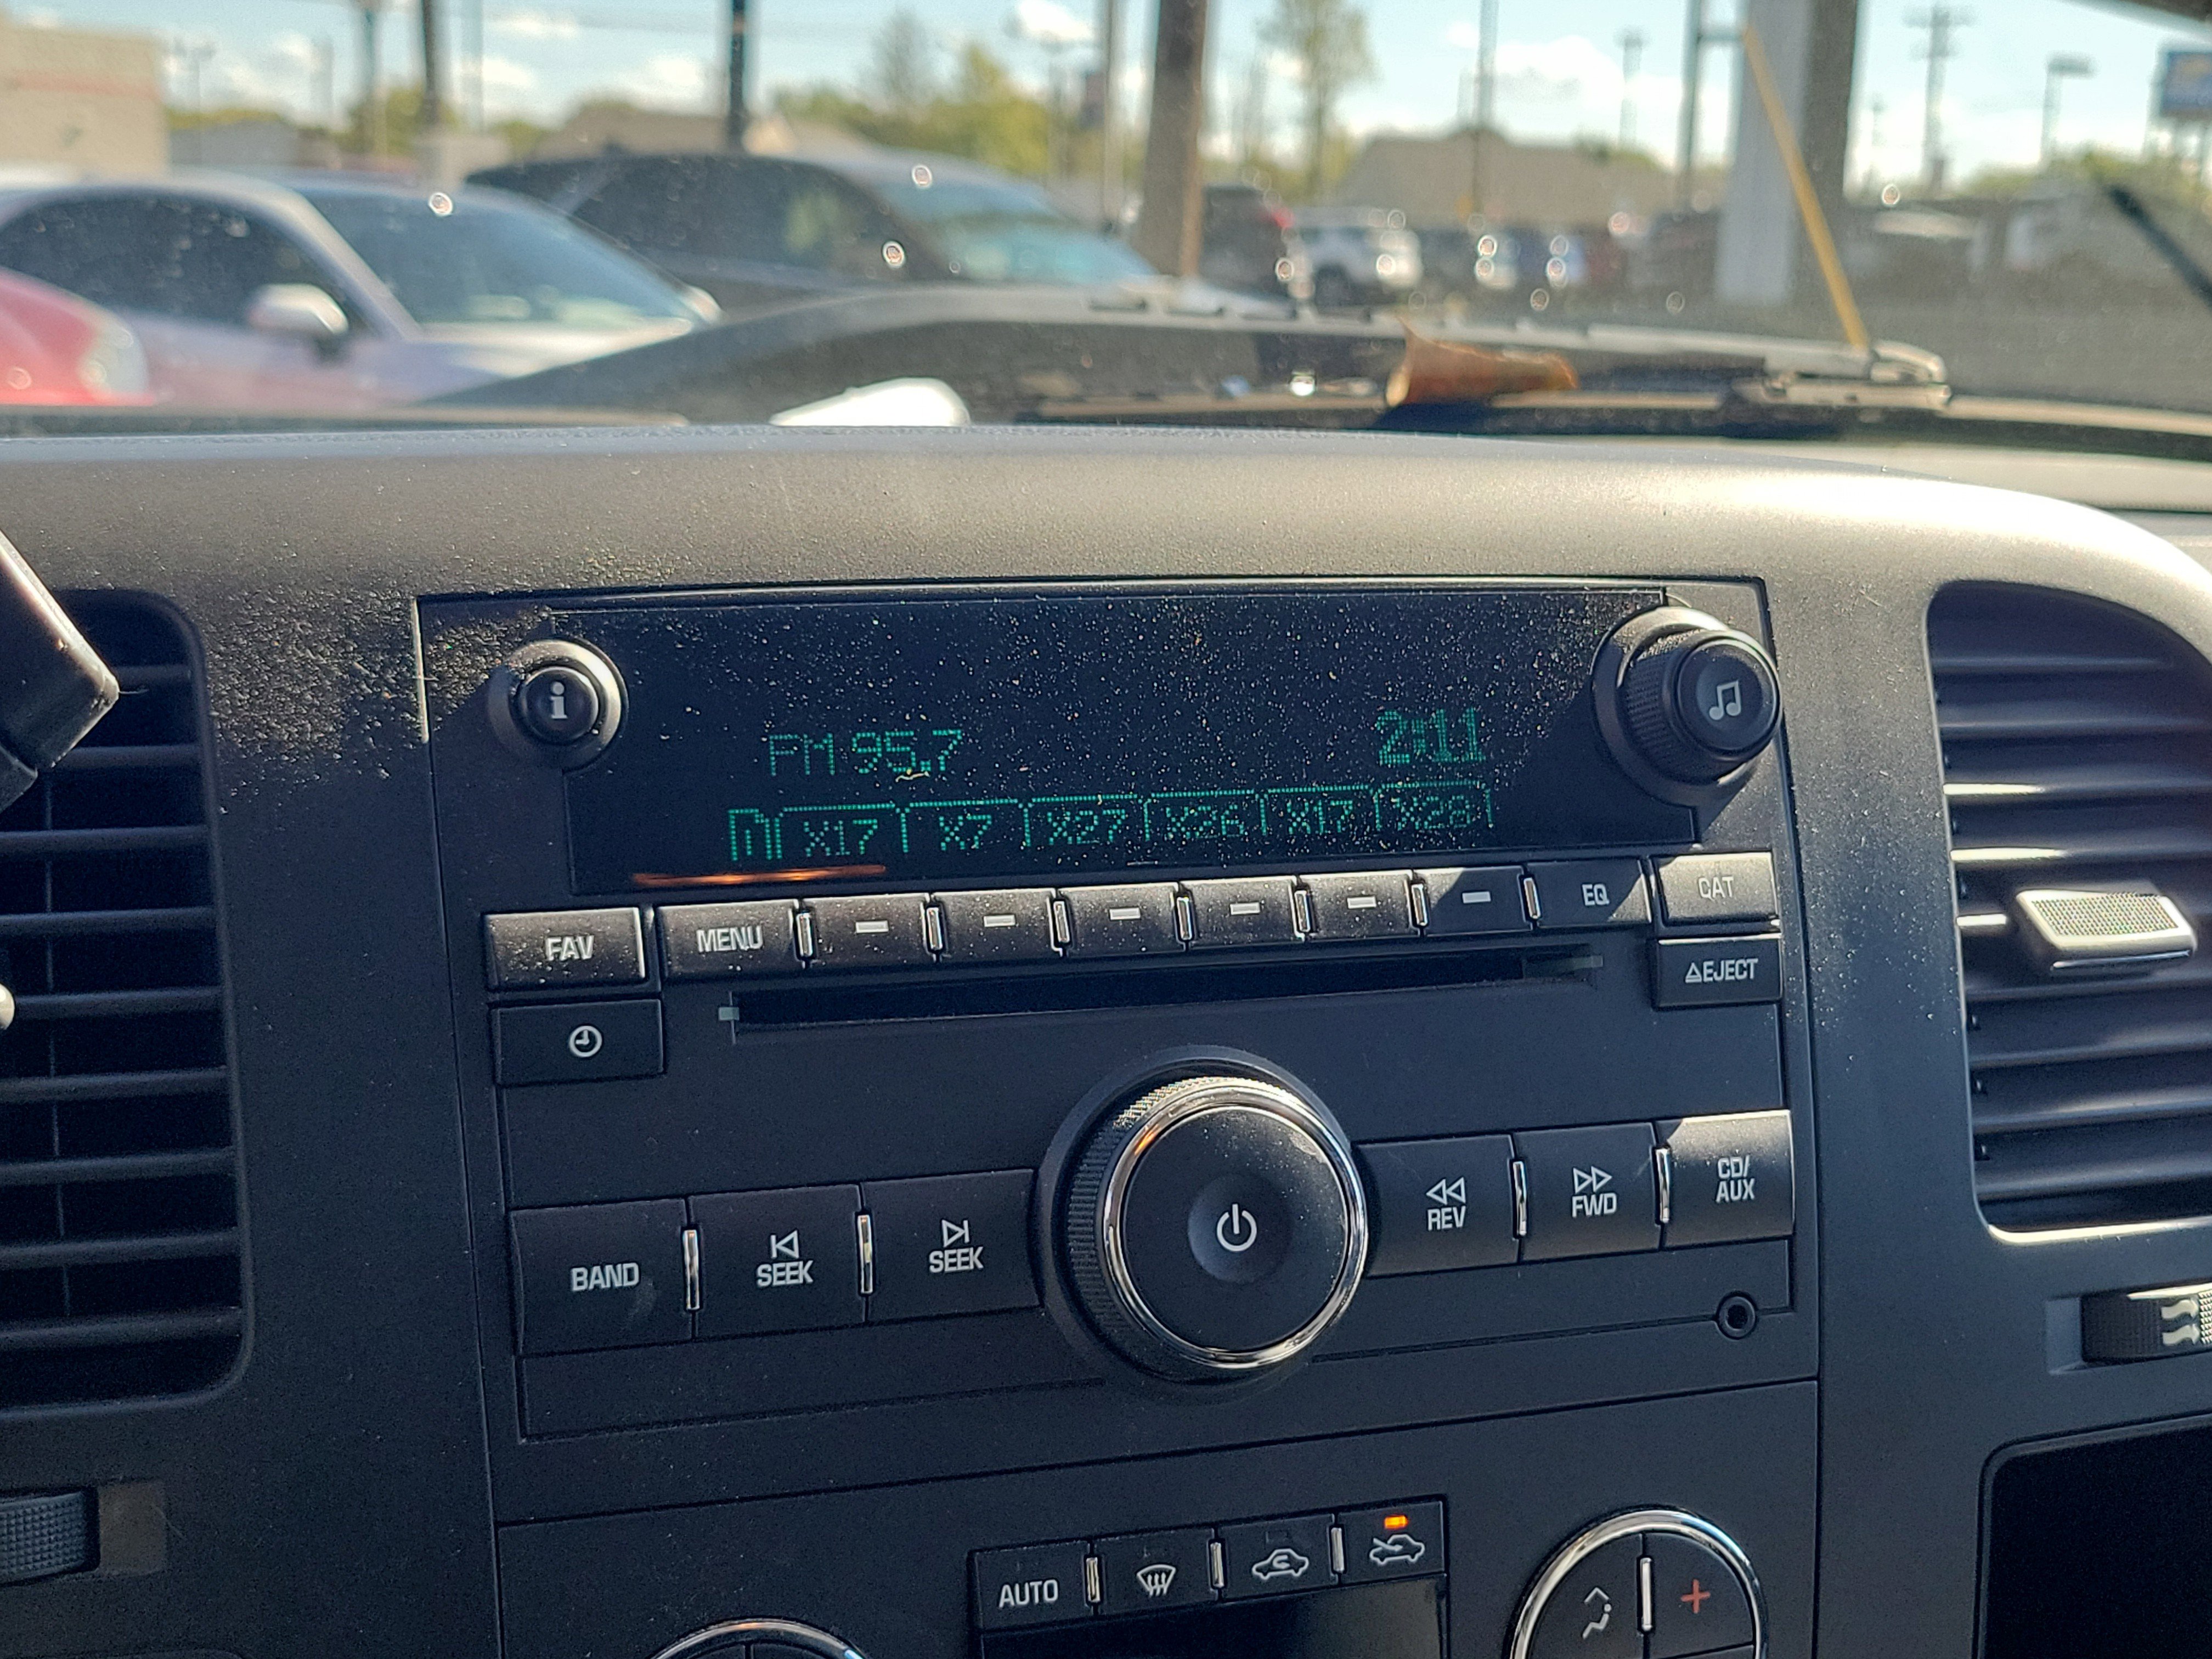 i
FM 95.7 2:11
X17 X7 X27 X26 X17 X28
FAV MENU EQ CAT
EJECT
BAND SEEK SEEK REV FWD CD/
AUX
AUTO